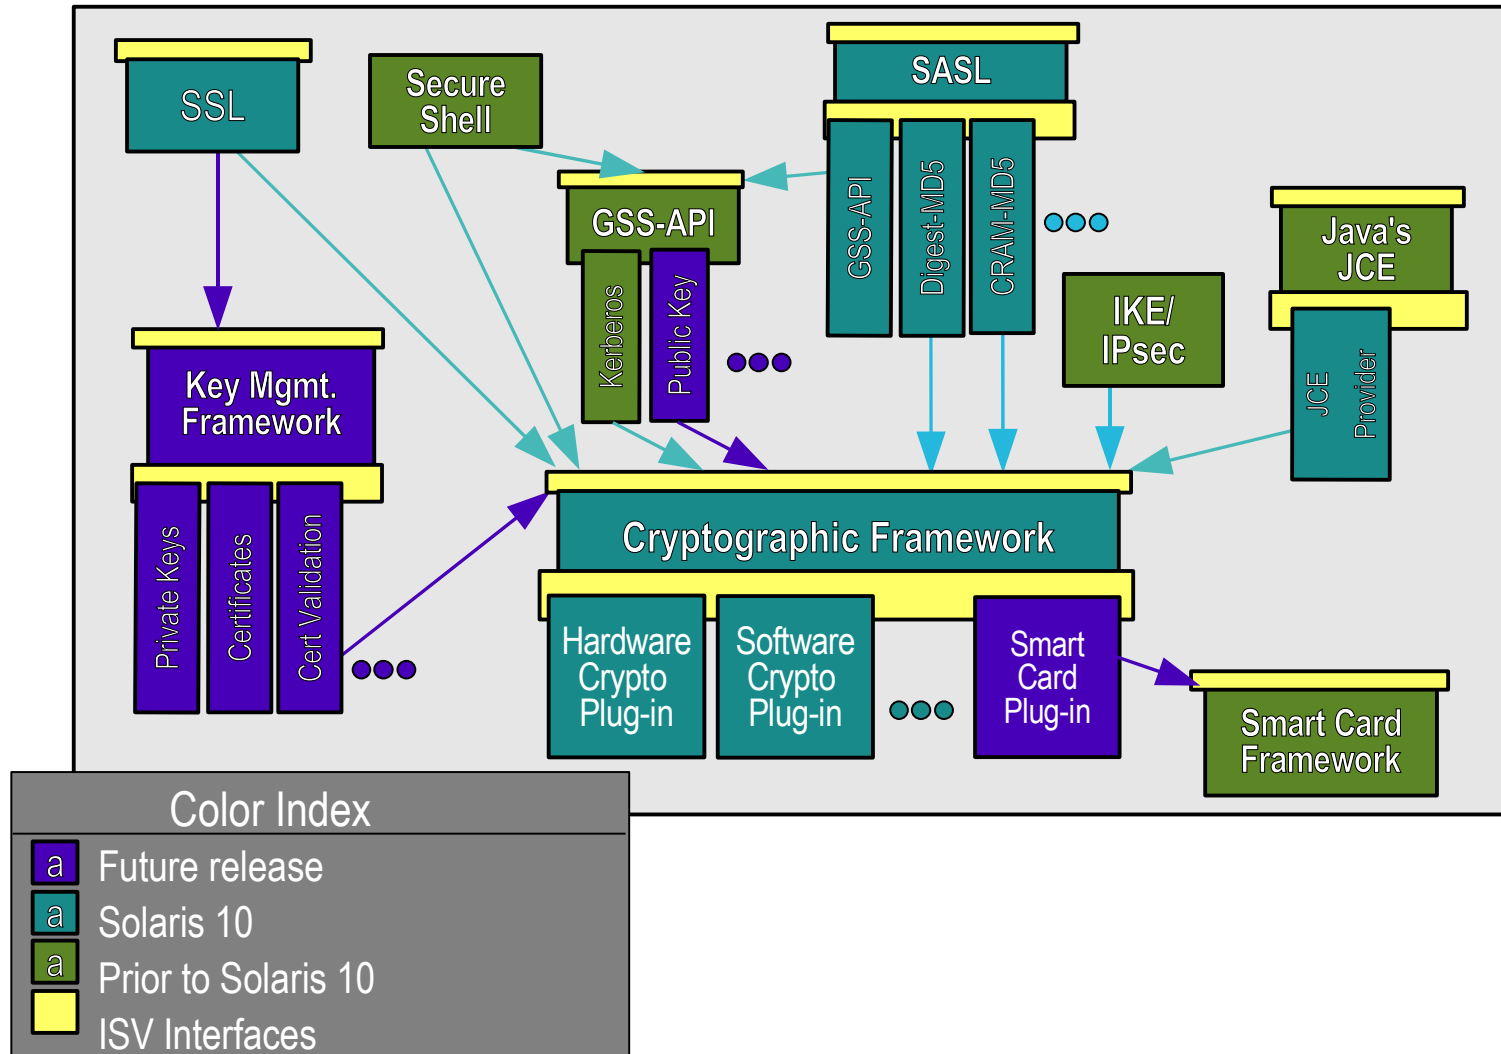 SSL
Secure
Shell
SASL
GSS-API
Digest-MD5
CRAM-MD5
GSS-API
Kerberos
Public Key
Java's
JCE
JCE
Provider
IKE/
IPsec
Key Mgmt.
Framework
Private Keys
Certificates
Cert Validation
Cryptographic Framework
Hardware
Crypto
Plug-in
Software
Crypto
Plug-in
Smart
Card
Plug-in
Smart Card
Framework
Color Index
a Future release
a Solaris 10
a Prior to Solaris 10
ISV Interfaces